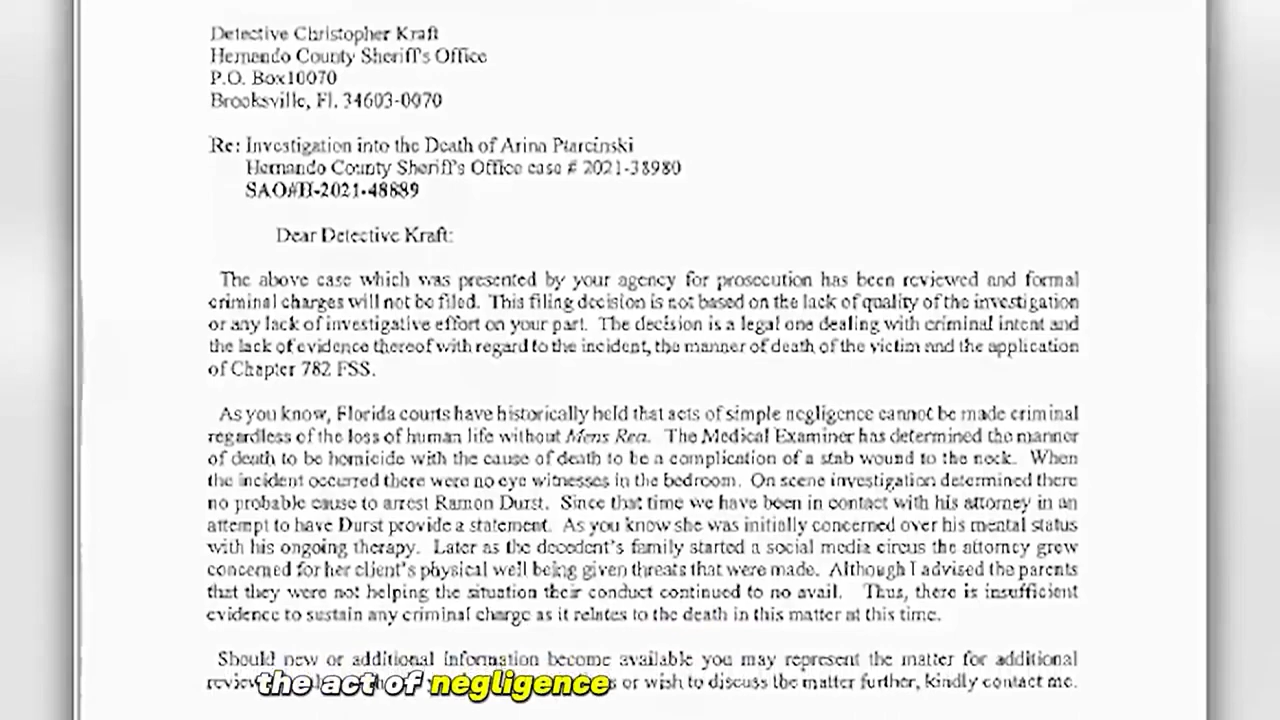 Detective Christopher Kraft
Hernando County Sheriff's Office
P.O. Box10070
Brooksville, Fl. 34603-0070
Re: Investigation into the Death of Arina Ptarcinski
Hernando County Sheriff's Office case # 2021-38980
SAO#H-2021-48889
Dear Detective Kraft:
The above case which was presented by your agency for prosecution has been reviewed and formal
criminal charges will not be filed. This filing decision is not based on the lack of quality of the investigation
or any lack of investigative effort on your part. The decision is a legal one dealing with criminal intent and
the lack of evidence thereof with regard to the incident, the manner of death of the victim and the application
of Chapter 782 FSS.
As you know, Florida courts have historically held that acts of simple negligence cannot be made criminal
regardless of the loss of human life without Mens Rea. The Medical Examiner has determined the manner
of death to be homicide with the cause of death to be a complication of a stab wound to the neck. When
the incident occurred there were no eye witnesses in the bedroom. On scene investigation determined there
no probable cause to arrest Ramon Durst. Since that time we have been in contact with his attorney in an
attempt to have Durst provide a statement. As you know she was initially concerned over his mental status
with his ongoing therapy. Later as the decedent's family started a social media circus the attorney grew
concerned for her client's physical well being given threats that were made. Although I advised the parents
that they were not helping the situation their conduct continued to no avail. Thus, there is insufficient
evidence to sustain any criminal charge as it relates to the death in this matter at this time.
Should new or additional information become available you may represent the matter for additional
review or wish to discuss the matter further, kindly contact me.
the act of negligence